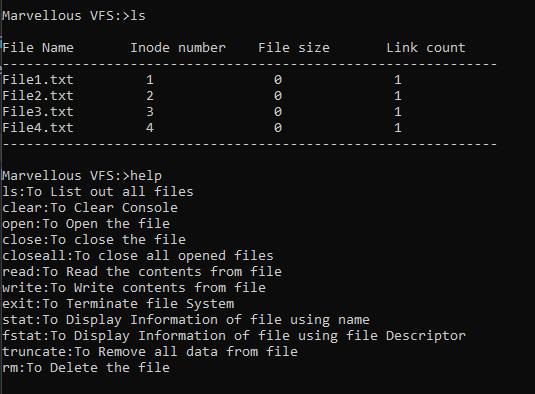 Marvellous VFS:>ls
File Name Inode number File size Link count
--------------------------------------------------------------
File1.txt 1 0 1
File2.txt 2 0 1
File3.txt 3 0 1
File4.txt 4 0 1
--------------------------------------------------------------
Marvellous VFS:>help
ls:To List out all files
clear:To Clear Console
open:To Open the file
close:To close the file
closeall:To close all opened files
read:To Read the contents from file
write:To Write contents from file
exit:To Terminate file System
stat:To Display Information of file using name
fstat:To Display Information of file using file Descriptor
truncate:To Remove all data from file
rm:To Delete the file